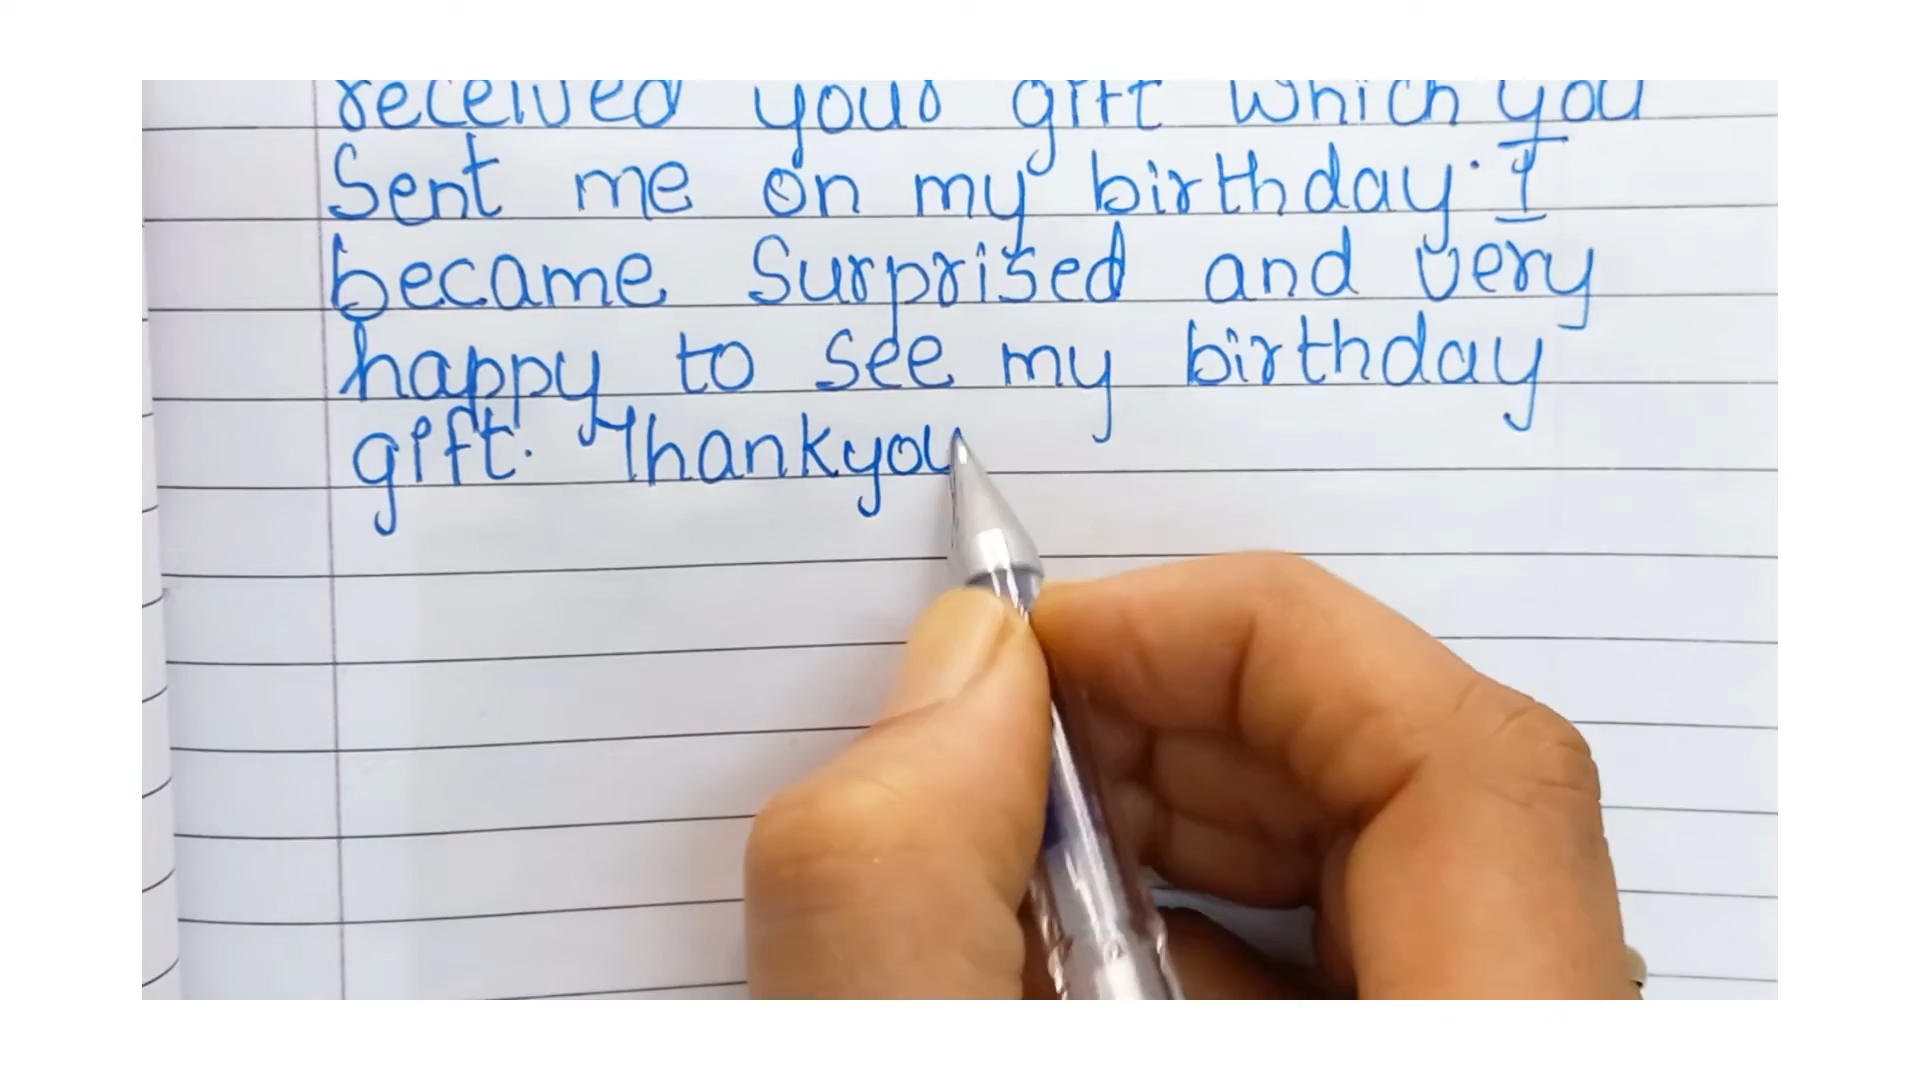 received your gift which you
Sent me on my birthday. I
became Surprised and very
happy to see my birthday
gift. Thankyou